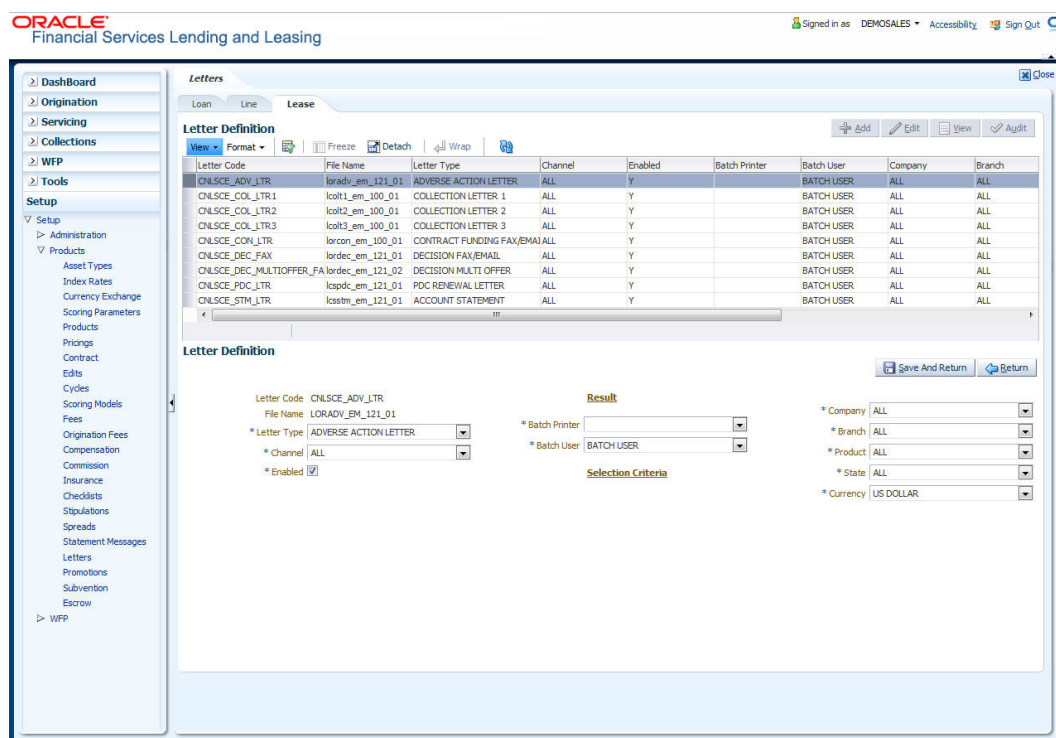 ORACLE
Financial Services Lending and Leasing
Signed in as DEMOSALES Accessibility Sign Out
Close
DashBoard
Origination
Servicing
Collections
WFP
Tools
Setup
Setup
Administration
Products
Asset Types
Index Rates
Currency Exchange
Scoring Parameters
Products
Pricings
Contract
Edits
Cycles
Scoring Models
Fees
Origination Fees
Compensation
Commission
Insurance
Checklists
Stipulations
Spreads
Statement Messages
Letters
Promotions
Subvention
Escrow
WFP
Letters
Loan Line Lease
Letter Definition
Add Edit View Audit
View Format Freeze Detach Wrap
Letter Code File Name Letter Type Channel Enabled Batch Printer Batch User Company Branch
CNLSCE_ADV_LTR loradv_em_121_01 ADVERSE ACTION LETTER ALL Y BATCH USER ALL ALL
CNLSCE_COL_LTR1 lcolt1_em_100_01 COLLECTION LETTER 1 ALL Y BATCH USER ALL ALL
CNLSCE_COL_LTR2 lcolt2_em_100_01 COLLECTION LETTER 2 ALL Y BATCH USER ALL ALL
CNLSCE_COL_LTR3 lcolt3_em_100_01 COLLECTION LETTER 3 ALL Y BATCH USER ALL ALL
CNLSCE_CON_LTR lorcon_em_100_01 CONTRACT FUNDING FAX/EMAI ALL Y BATCH USER ALL ALL
CNLSCE_DEC_FAX lordec_em_121_01 DECISION FAX/EMAIL ALL Y BATCH USER ALL ALL
CNLSCE_DEC_MULTIOFFER_FA lordec_em_121_02 DECISION MULTI OFFER ALL Y BATCH USER ALL ALL
CNLSCE_PDC_LTR lcspdc_em_121_01 PDC RENEWAL LETTER ALL Y BATCH USER ALL ALL
CNLSCE_STM_LTR lcsstm_em_121_01 ACCOUNT STATEMENT ALL Y BATCH USER ALL ALL
Letter Definition
Save And Return Return
Letter Code CNLSCE_ADV_LTR
File Name LORADV_EM_121_01
* Letter Type ADVERSE ACTION LETTER
* Channel ALL
* Enabled
Result
* Batch Printer
* Batch User BATCH USER
Selection Criteria
* Company ALL
* Branch ALL
* Product ALL
* State ALL
* Currency US DOLLAR